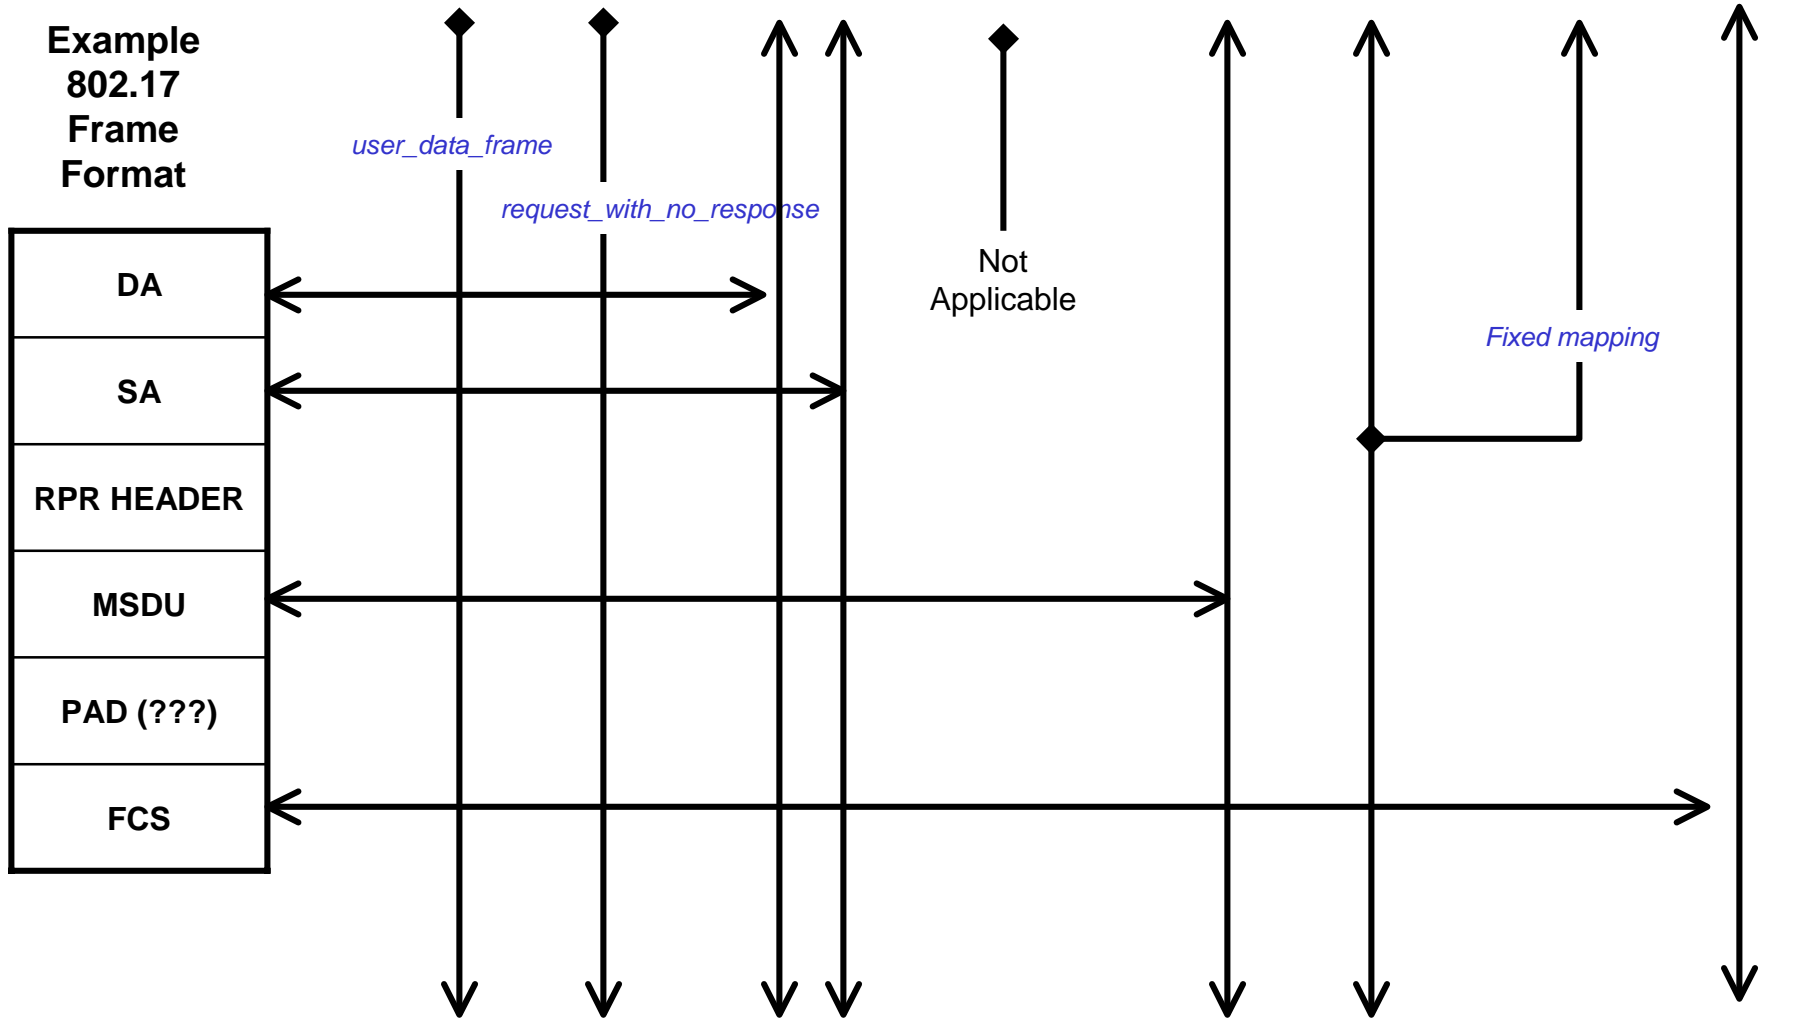 Example
802.17
Frame
Format
user_data_frame
request_with_no_response
Not
Applicable
Fixed mapping
DA
SA
RPR HEADER
MSDU
PAD (???)
FCS